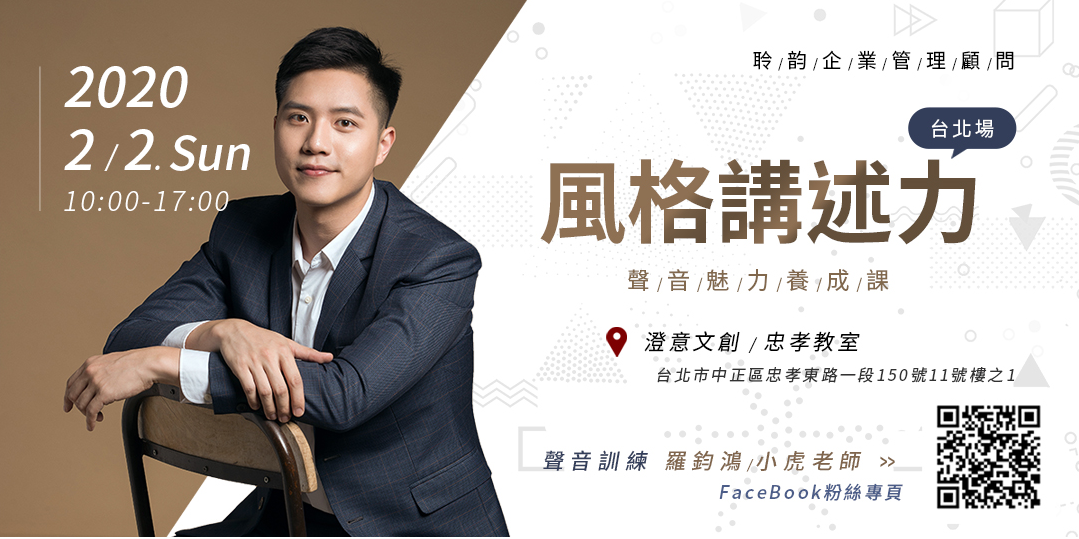 2020
2/2. Sun
10:00-17:00
聆/韵/企/業/管/理/顧/問
台北場
風格講述力
聲/音/魅/力/養/成/課
澄意文創 / 忠孝教室
台北市中正區忠孝東路一段150號11號樓之1
聲音訓練 羅鈞鴻/小虎老師 »
FaceBook粉絲專頁